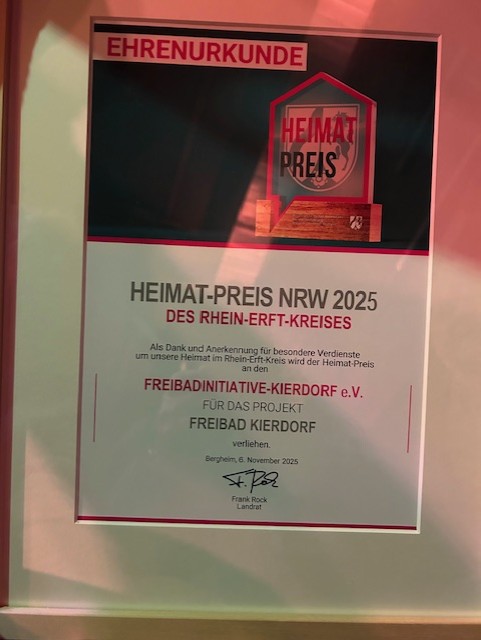 EHRENURKUNDE
HEIMAT
PREIS
HEIMAT-PREIS NRW 2025
DES RHEIN-ERFT-KREISES
Als Dank und Anerkennung für besondere Verdienste
um unsere Heimat im Rhein-Erft-Kreis wird der Heimat-Preis
an den
FREIBADINITIATIVE-KIERDORF e.V.
FÜR DAS PROJEKT
FREIBAD KIERDORF
verliehen.
Bergheim, 6. November 2025
Frank Rock
Landrat